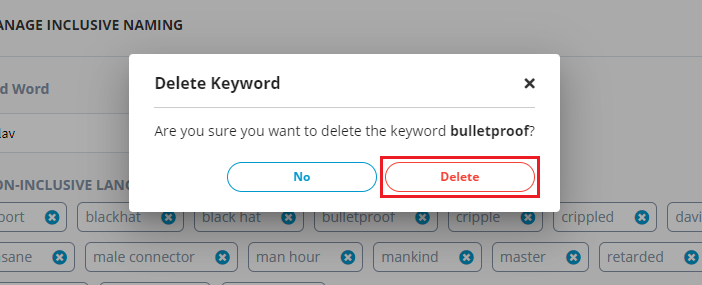 ANAGE INCLUSIVE NAMING
Delete Keyword
d Word
Are you sure you want to delete the keyword bulletproof?
lav
No Delete
ON-INCLUSIVE LANG
port blackhat black hat bulletproof cripple crippled davi
sane male connector man hour mankind master retarded